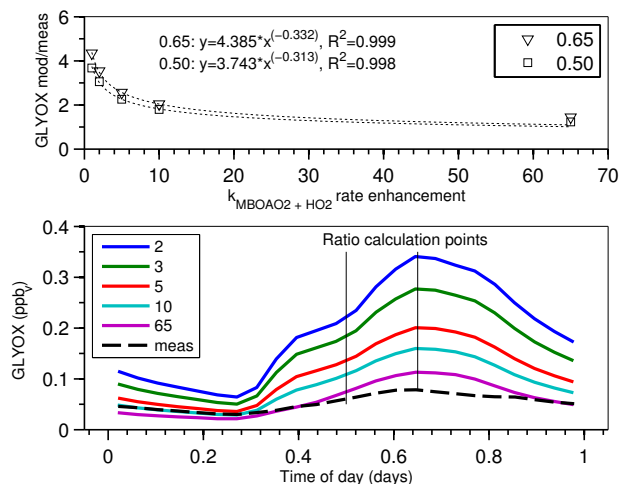 6
4
2
0
GLYOX mod/meas
0.65: y=4.385*x(−0.332), R2=0.999
0.50: y=3.743*x(−0.313), R2=0.998
0.65
0.50
0 10 20 30 40 50 60 70
kMBOAO2 + HO2 rate enhancement
0.4
0.3
0.2
0.1
0
GLYOX (ppbv)
2
3
5
10
65
meas
Ratio calculation points
0 0.2 0.4 0.6 0.8 1
Time of day (days)